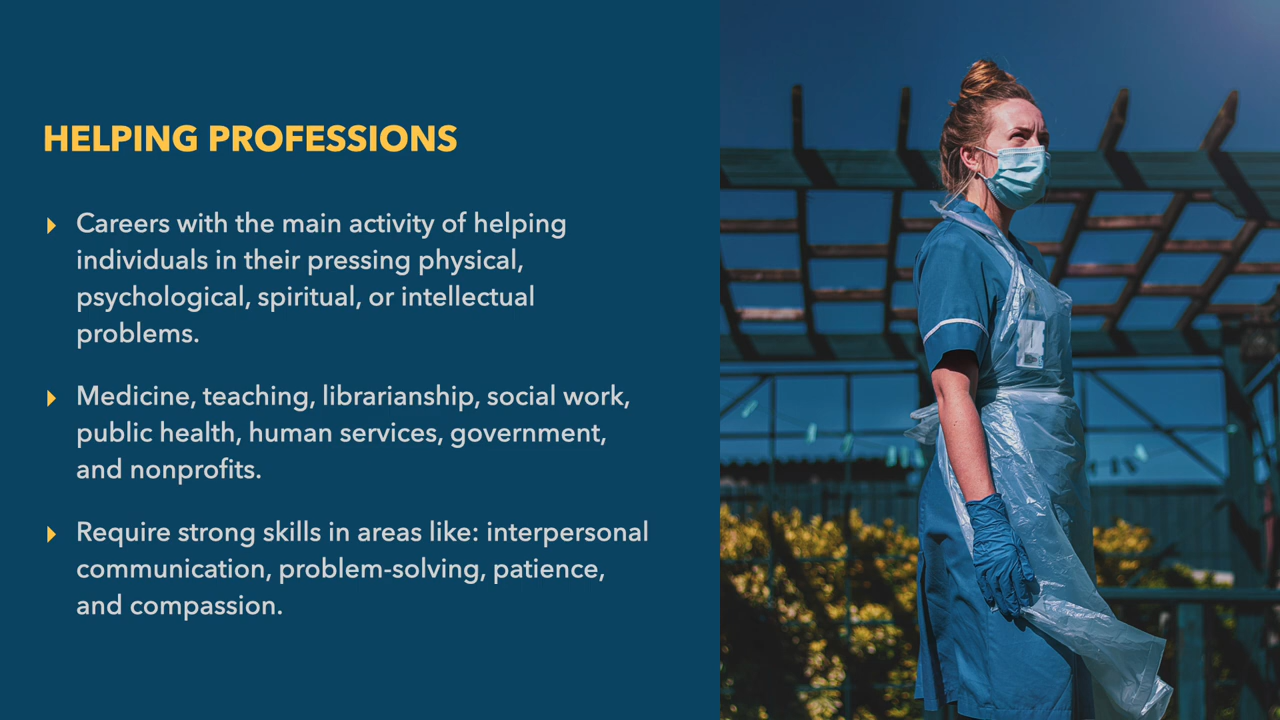 HELPING PROFESSIONS
Careers with the main activity of helping
individuals in their pressing physical,
psychological, spiritual, or intellectual
problems.
Medicine, teaching, librarianship, social work,
public health, human services, government,
and nonprofits.
Require strong skills in areas like: interpersonal
communication, problem-solving, patience,
and compassion.